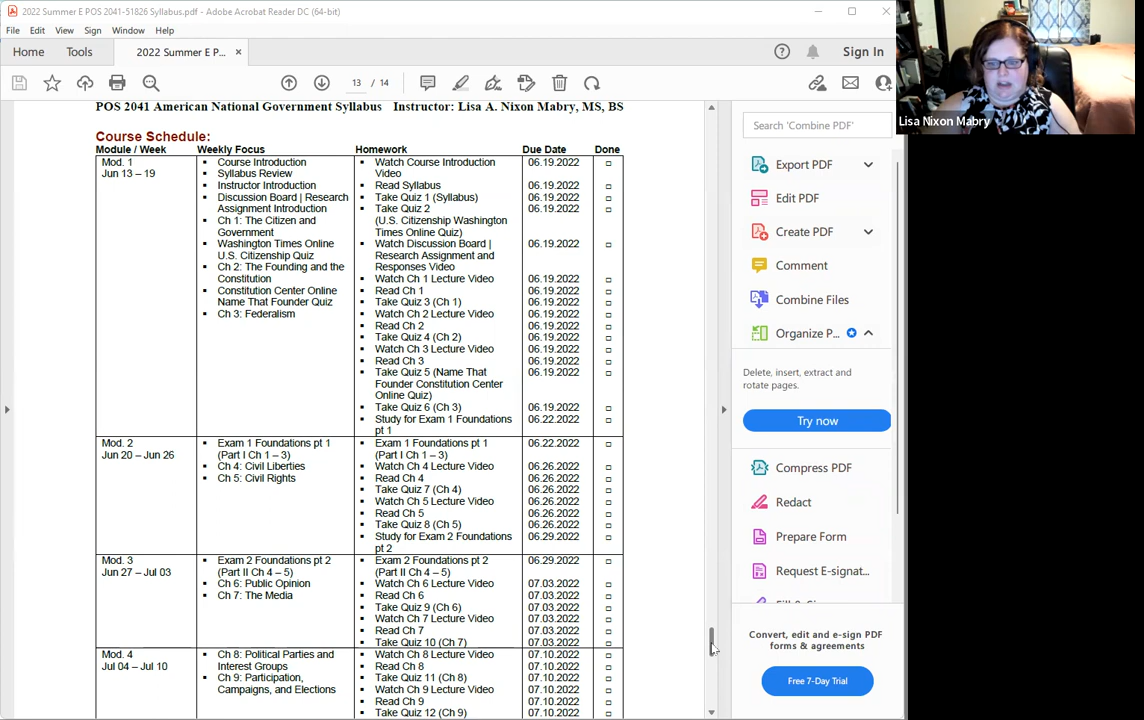 2022 Summer E POS 2041-51826 Syllabus.pdf - Adobe Acrobat Reader DC (64-bit)
File Edit View Sign Window Help
Home Tools 2022 Summer E P... × Sign In
13 / 14
POS 2041 American National Government Syllabus Instructor: Lisa A. Nixon Mabry, MS, BS
Course Schedule:
Module / Week Weekly Focus Homework Due Date Done
Mod. 1 ▪ Course Introduction ▪ Watch Course Introduction 06.19.2022
Jun 13 – 19 ▪ Syllabus Review Video
▪ Instructor Introduction ▪ Read Syllabus 06.19.2022
▪ Discussion Board | Research ▪ Take Quiz 1 (Syllabus) 06.19.2022
Assignment Introduction ▪ Take Quiz 2 06.19.2022
▪ Ch 1: The Citizen and (U.S. Citizenship Washington
Government Times Online Quiz)
▪ Washington Times Online ▪ Watch Discussion Board | 06.19.2022
U.S. Citizenship Quiz Research Assignment and
▪ Ch 2: The Founding and the Responses Video
Constitution ▪ Watch Ch 1 Lecture Video 06.19.2022
▪ Constitution Center Online ▪ Read Ch 1 06.19.2022
Name That Founder Quiz ▪ Take Quiz 3 (Ch 1) 06.19.2022
▪ Ch 3: Federalism ▪ Watch Ch 2 Lecture Video 06.19.2022
▪ Read Ch 2 06.19.2022
▪ Take Quiz 4 (Ch 2) 06.19.2022
▪ Watch Ch 3 Lecture Video 06.19.2022
▪ Read Ch 3 06.19.2022
▪ Take Quiz 5 (Name That 06.19.2022
Founder Constitution Center
Online Quiz)
▪ Take Quiz 6 (Ch 3) 06.19.2022
▪ Study for Exam 1 Foundations 06.22.2022
pt 1
Mod. 2 ▪ Exam 1 Foundations pt 1 ▪ Exam 1 Foundations pt 1 06.22.2022
Jun 20 – Jun 26 (Part I Ch 1 – 3) (Part I Ch 1 – 3)
▪ Ch 4: Civil Liberties ▪ Watch Ch 4 Lecture Video 06.26.2022
▪ Ch 5: Civil Rights ▪ Read Ch 4 06.26.2022
▪ Take Quiz 7 (Ch 4) 06.26.2022
▪ Watch Ch 5 Lecture Video 06.26.2022
▪ Read Ch 5 06.26.2022
▪ Take Quiz 8 (Ch 5) 06.26.2022
▪ Study for Exam 2 Foundations 06.29.2022
pt 2
Mod. 3 ▪ Exam 2 Foundations pt 2 ▪ Exam 2 Foundations pt 2 06.29.2022
Jun 27 – Jul 03 (Part II Ch 4 – 5) (Part II Ch 4 – 5)
▪ Ch 6: Public Opinion ▪ Watch Ch 6 Lecture Video 07.03.2022
▪ Ch 7: The Media ▪ Read Ch 6 07.03.2022
▪ Take Quiz 9 (Ch 6) 07.03.2022
▪ Watch Ch 7 Lecture Video 07.03.2022
▪ Read Ch 7 07.03.2022
▪ Take Quiz 10 (Ch 7) 07.03.2022
Mod. 4 ▪ Ch 8: Political Parties and ▪ Watch Ch 8 Lecture Video 07.10.2022
Jul 04 – Jul 10 Interest Groups ▪ Read Ch 8 07.10.2022
▪ Ch 9: Participation, ▪ Take Quiz 11 (Ch 8) 07.10.2022
Campaigns, and Elections ▪ Watch Ch 9 Lecture Video 07.10.2022
▪ Read Ch 9 07.10.2022
▪ Take Quiz 12 (Ch 9) 07.10.2022
Search 'Combine PDF'
Export PDF
Edit PDF
Create PDF
Comment
Combine Files
Organize P...
Delete, insert, extract and
rotate pages.
Try now
Compress PDF
Redact
Prepare Form
Request E-signat...
Convert, edit and e-sign PDF
forms & agreements
Free 7-Day Trial
Lisa Nixon Mabry